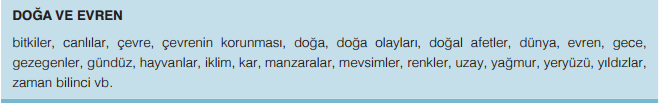 DOĞA VE EVREN
bitkiler, canlılar, çevre, çevrenin korunması, doğa, doğa olayları, doğal afetler, dünya, evren, gece,
gezegenler, gündüz, hayvanlar, iklim, kar, manzaralar, mevsimler, renkler, uzay, yağmur, yeryüzü, yıldızlar,
zaman bilinci vb.